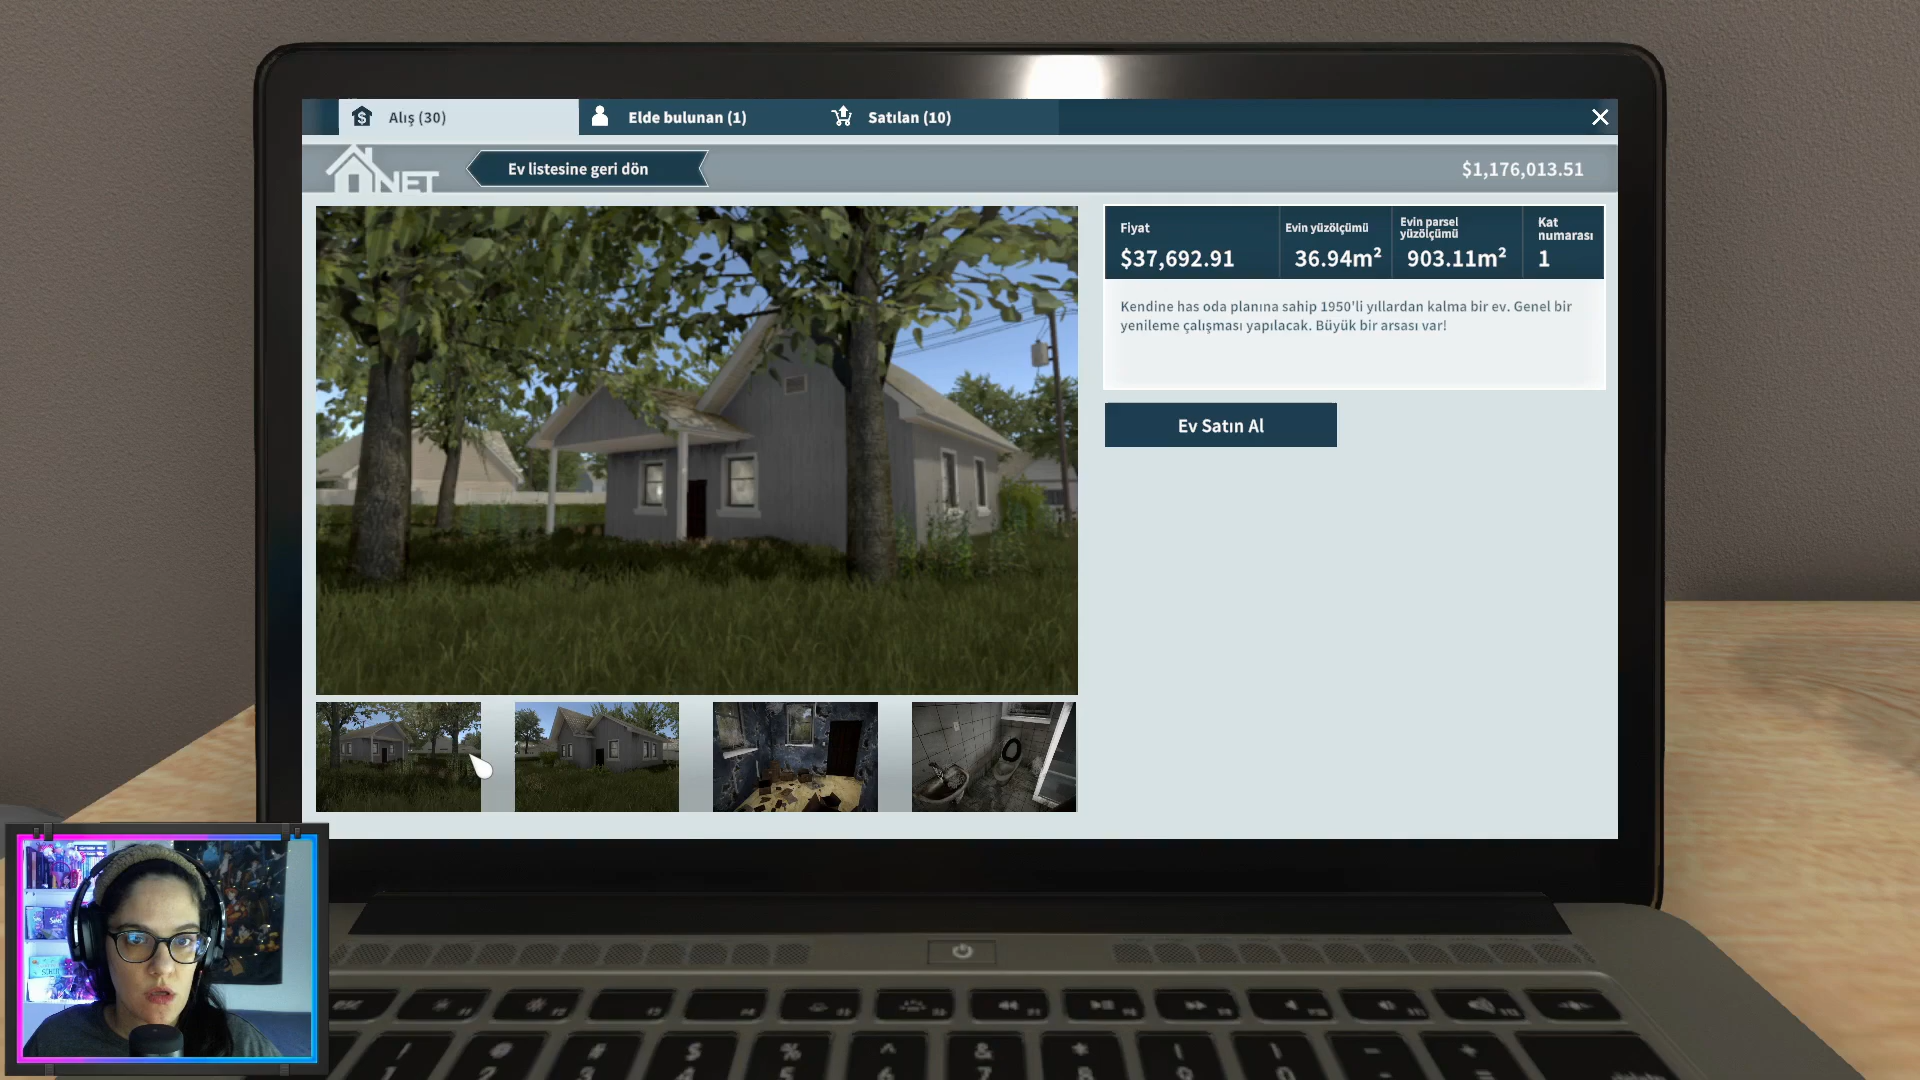 Alış (30)
Elde bulunan (1)
Satılan (10)
NET
Ev listesine geri dön
$1,176,013.51
Fiyat
$37,692.91
Evin yüzölçümü
36.94m²
Evin parsel
yüzölçümü
903.11m²
Kat
numarası
1
Kendine has oda planına sahip 1950'li yıllardan kalma bir ev. Genel bir
yenileme çalışması yapılacak. Büyük bir arsası var!
Ev Satın Al